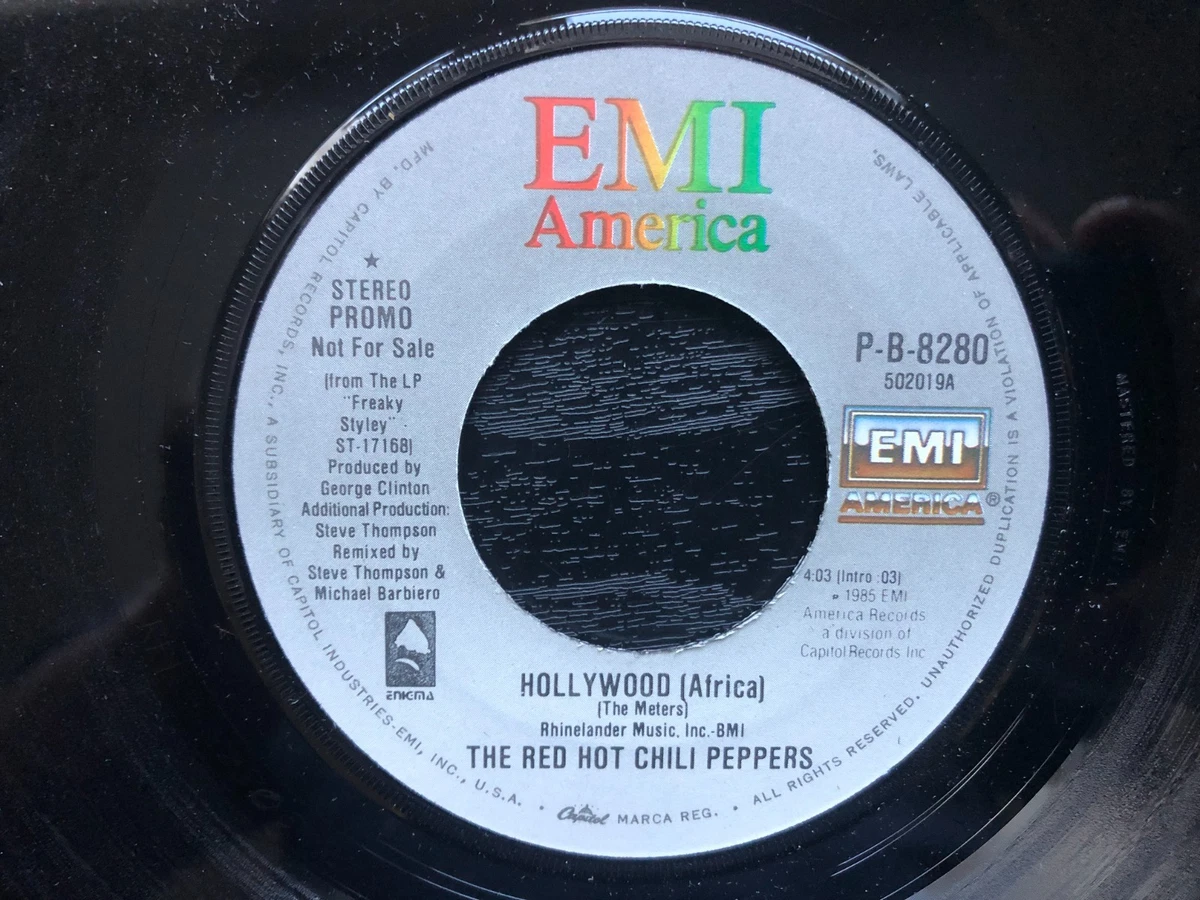 EMI
America
★
STEREO
PROMO
Not For Sale
(from The LP
"Freaky
Styley"
ST-17168)
Produced by
George Clinton
Additional Production:
Steve Thompson
Remixed by
Steve Thompson &
Michael Barbiero
ENIGMA
P-B-8280
502019A
EMI
AMERICA®
4:03 (Intro :03)
℗ 1985 EMI
America Records
a division of
Capitol Records Inc
HOLLYWOOD (Africa)
(The Meters)
Rhinelander Music, Inc.-BMI
THE RED HOT CHILI PEPPERS
MFD. BY CAPITOL RECORDS, INC., A SUBSIDIARY OF CAPITOL INDUSTRIES-EMI, INC., U.S.A. • Capitol MARCA REG. • ALL RIGHTS RESERVED. UNAUTHORIZED DUPLICATION IS A VIOLATION OF APPLICABLE LAWS.